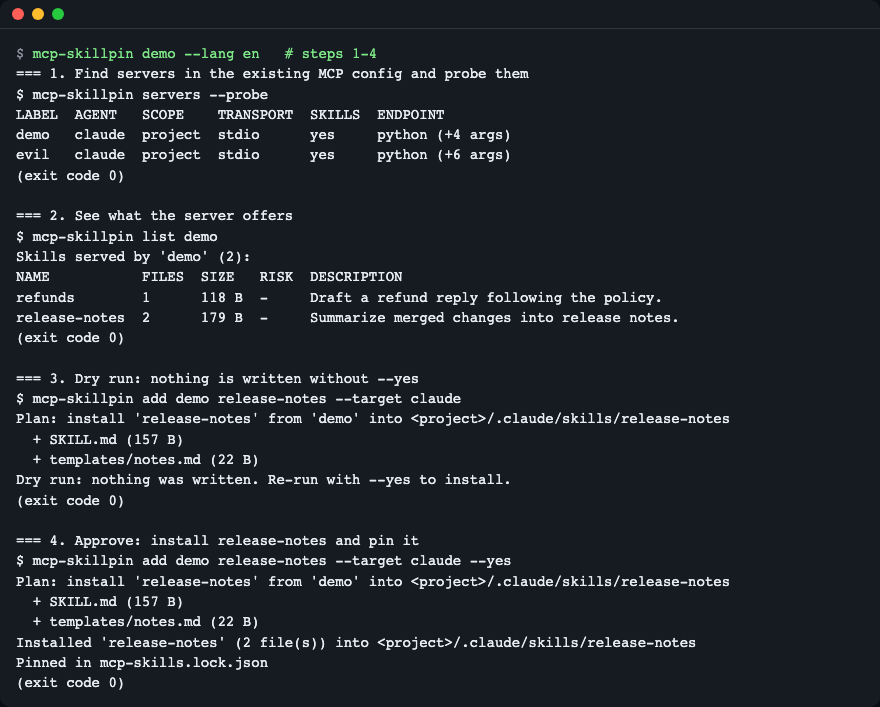 $ mcp-skillpin demo --lang en   # steps 1-4
=== 1. Find servers in the existing MCP config and probe them
$ mcp-skillpin servers --probe
LABEL  AGENT   SCOPE    TRANSPORT  SKILLS  ENDPOINT
demo   claude  project  stdio      yes     python (+4 args)
evil   claude  project  stdio      yes     python (+6 args)
(exit code 0)

=== 2. See what the server offers
$ mcp-skillpin list demo
Skills served by 'demo' (2):
NAME           FILES  SIZE   RISK  DESCRIPTION
refunds        1      118 B  -     Draft a refund reply following the policy.
release-notes  2      179 B  -     Summarize merged changes into release notes.
(exit code 0)

=== 3. Dry run: nothing is written without --yes
$ mcp-skillpin add demo release-notes --target claude
Plan: install 'release-notes' from 'demo' into <project>/.claude/skills/release-notes
  + SKILL.md (157 B)
  + templates/notes.md (22 B)
Dry run: nothing was written. Re-run with --yes to install.
(exit code 0)

=== 4. Approve: install release-notes and pin it
$ mcp-skillpin add demo release-notes --target claude --yes
Plan: install 'release-notes' from 'demo' into <project>/.claude/skills/release-notes
  + SKILL.md (157 B)
  + templates/notes.md (22 B)
Installed 'release-notes' (2 file(s)) into <project>/.claude/skills/release-notes
Pinned in mcp-skills.lock.json
(exit code 0)